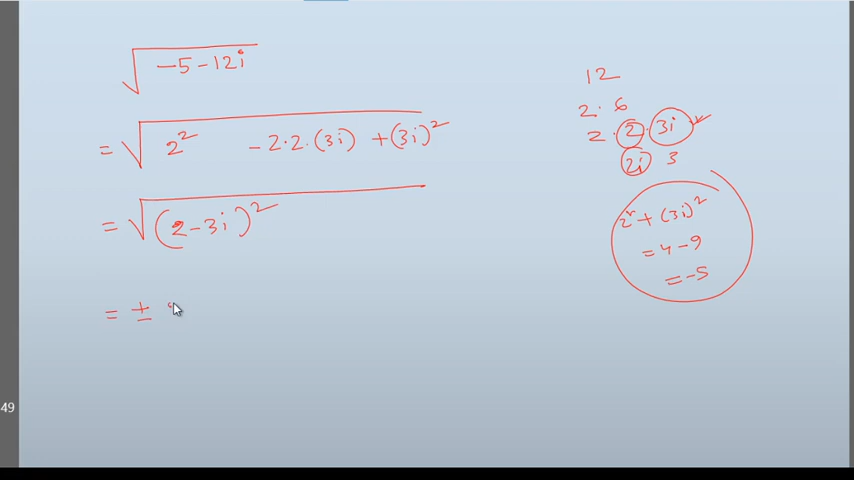 √(-5-12i)
= √(2² -2·2·(3i) +(3i)²)
= √((2-3i)²)
= ±
12
2· 6
2·2·3i
2i 3
2² + (3i)²
= 4-9
= -5
49